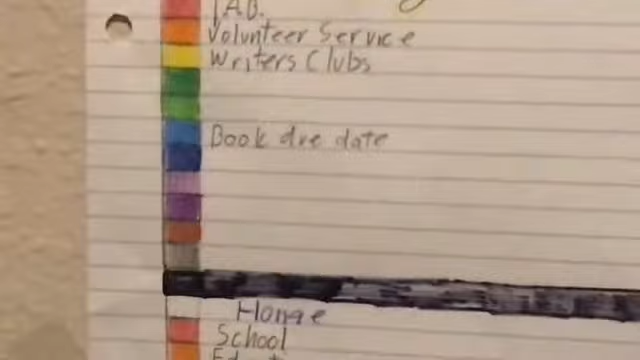 T.A.B.
Volunteer Service
Writers Clubs
Book due date
Home
School